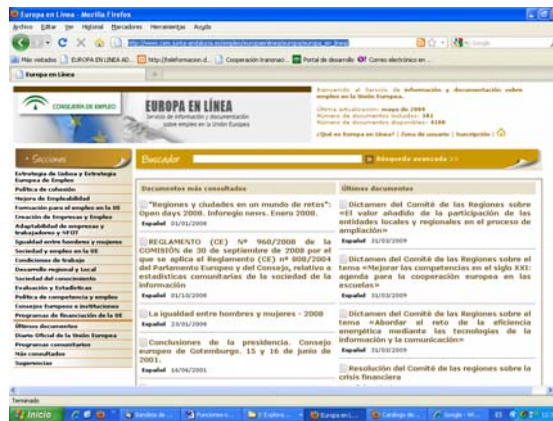 Europa en Línea - Mozilla Firefox
Archivo Editar Ver Historial Marcadores Herramientas Ayuda
Más visitados EUROPA EN LINEA AD... Cooperación transnac... Portal de desarrollo Correo electrónico en ...
Europa en Línea
Bienvenido al Servicio de información y documentación sobre empleo en la Unión Europea.
CONSEJERÍA DE EMPLEO
EUROPA EN LÍNEA
Servicio de información y documentación
sobre empleo en la Unión Europea
Última actualización: mayo de 2009
Número de documentos incluidos:
Número de documentos disponibles:
¿Qué es Europa en Línea? | Zona de usuario | Suscripción |
Secciones
Buscador
Búsqueda avanzada >>
Estrategia de Lisboa y Estrategia
Europea de Empleo
Política de cohesión
Mejora de Empleabilidad
Formación para el empleo en la UE
Creación de Empresas y Empleo
Adaptabilidad de empresas y
trabajadores y
Igualdad entre hombres y mujeres
Sociedad y empleo en la UE
Condiciones de trabajo
Desarrollo regional y Local
Sociedad del conocimiento
Evaluación y Estadísticas
Política de competencia y empleo
Consejos Europeos e instituciones
Programas de financiación de la UE
Últimos documentos
Diario Oficial de la Unión Europea
Programas comunitarios
Más consultados
Sugerencias
Documentos más consultados
"Regiones y ciudades en un mundo de retos":
Open days 2008. Inforegio news. Enero 2008.
Español 01/01/2008
REGLAMENTO (CE) Nº 960/2008 de la
COMISIÓN de 30 de septiembre de 2008 por el
que se aplica el Reglamento (CE) nº 808/2004
del Parlamento Europeo y del Consejo, relativo a
estadísticas comunitarias de la sociedad de la
información
Español 01/10/2008
La igualdad entre hombres y mujeres - 2008
Español 23/01/2008
Conclusiones de la presidencia. Consejo
europeo de Gotemburgo. 15 y 16 de junio de
2001.
Español 16/06/2001
Últimos documentos
Dictamen del Comité de las Regiones sobre
«El valor añadido de la participación de las
entidades locales y regionales en el proceso de
ampliación»
Español 31/03/2009
Dictamen del Comité de las Regiones sobre el
tema «Mejorar las competencias en el siglo XXI:
agenda para la cooperación europea en las
escuelas»
Español 31/03/2009
Dictamen del Comité de las Regiones sobre el
tema «Abordar el reto de la eficiencia
energética mediante las tecnologías de la
información y la comunicación»
Español 31/03/2009
Resolución del Comité de las Regiones sobre la
crisis financiera
Terminado
Inicio